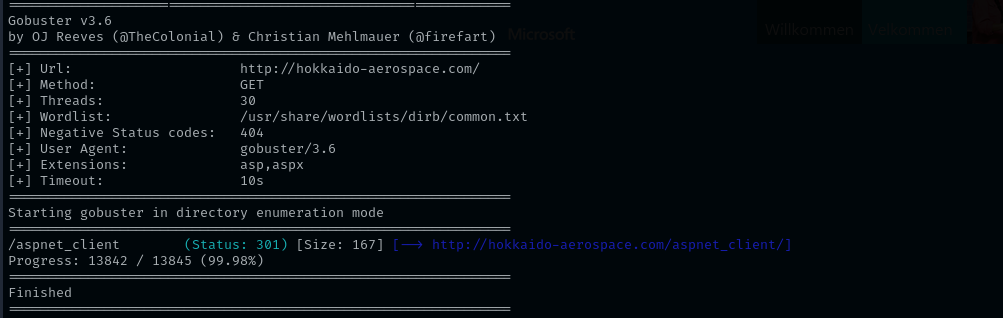 Gobuster v3.6
by OJ Reeves (@TheColonial) & Christian Mehlmauer (@firefart)
Microsoft
Willkommen Velkommen
[+] Url: http://hokkaido-aerospace.com/
[+] Method: GET
[+] Threads: 30
[+] Wordlist: /usr/share/wordlists/dirb/common.txt
[+] Negative Status codes: 404
[+] User Agent: gobuster/3.6
[+] Extensions: asp,aspx
[+] Timeout: 10s
Starting gobuster in directory enumeration mode
/aspnet_client (Status: 301) [Size: 167] [--> http://hokkaido-aerospace.com/aspnet_client/]
Progress: 13842 / 13845 (99.98%)
Finished